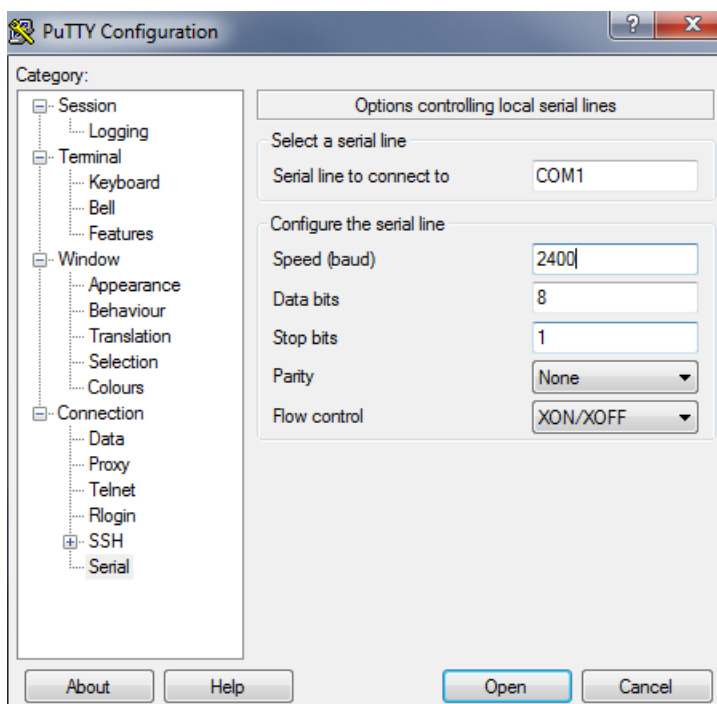 PuTTY Configuration
?
X
Category:
Session
Logging
Terminal
Keyboard
Bell
Features
Window
Appearance
Behaviour
Translation
Selection
Colours
Connection
Data
Proxy
Telnet
Rlogin
SSH
Serial
Options controlling local serial lines
Select a serial line
Serial line to connect to COM1
Configure the serial line
Speed (baud) 2400
Data bits 8
Stop bits 1
Parity None
Flow control XON/XOFF
About Help Open Cancel